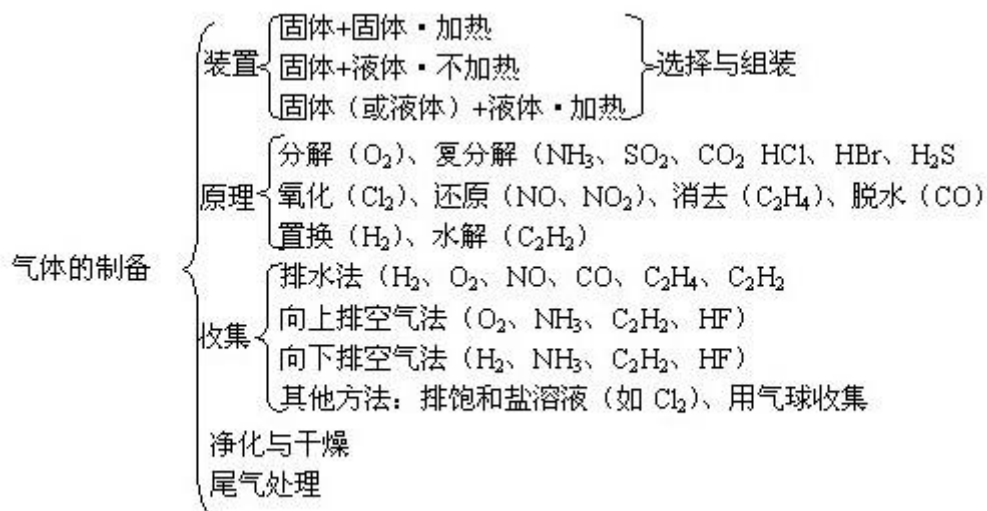 固体+固体·加热
装置 固体+液体·不加热 选择与组装
固体（或液体）+液体·加热
分解（O₂）、复分解（NH₃、SO₂、CO₂ HCl、HBr、H₂S
原理 氧化（Cl₂）、还原（NO、NO₂）、消去（C₂H₄）、脱水（CO）
置换（H₂）、水解（C₂H₂）
气体的制备
排水法（H₂、O₂、NO、CO、C₂H₄、C₂H₂
向上排空气法（O₂、NH₃、C₂H₂、HF）
收集
向下排空气法（H₂、NH₃、C₂H₂、HF）
其他方法：排饱和盐溶液（如 Cl₂）、用气球收集
净化与干燥
尾气处理